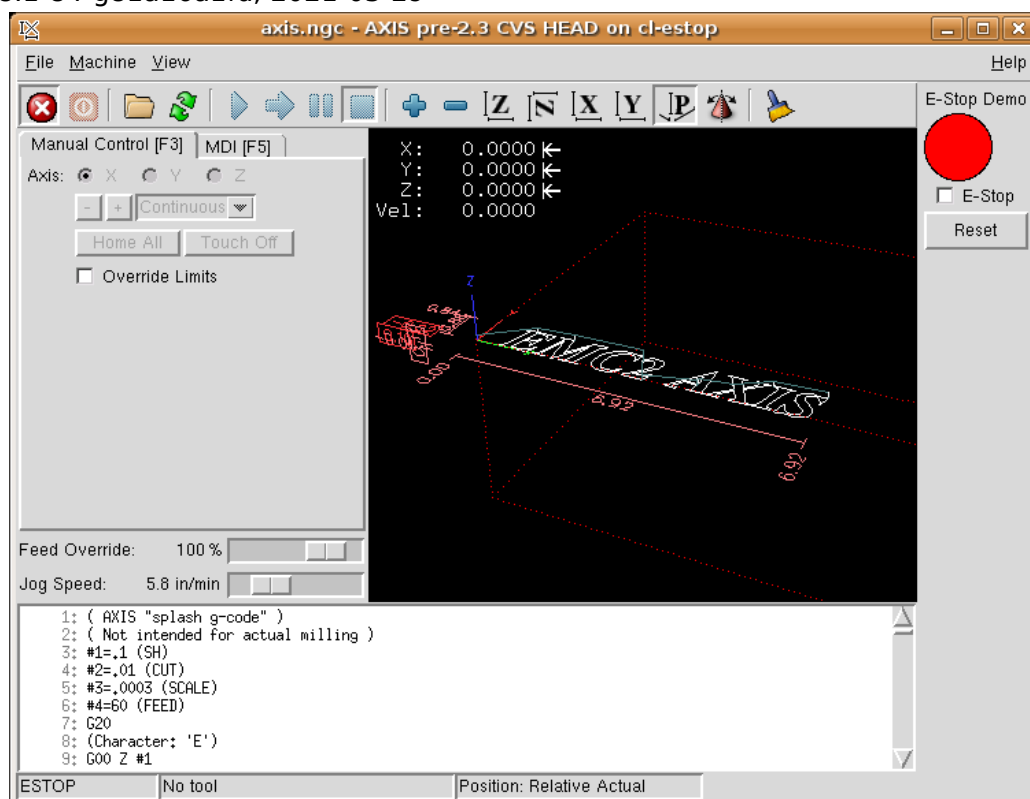 axis.ngc - AXIS pre-2.3 CVS HEAD on cl-estop
File Machine View Help
Z N X Y P
E-Stop Demo
E-Stop
Reset
Manual Control [F3] MDI [F5]
Axis: X Y Z
- + Continuous
Home All Touch Off
Override Limits
X: 0.0000
Y: 0.0000
Z: 0.0000
Vel: 0.0000
Z
EMC2 AXIS
0.00
6.92
6.92
Feed Override: 100 %
Jog Speed: 5.8 in/min
1: ( AXIS "splash g-code" )
2: ( Not intended for actual milling )
3: #1=.1 (SH)
4: #2=.01 (CUT)
5: #3=.0003 (SCALE)
6: #4=60 (FEED)
7: G20
8: (Character: 'E')
9: G00 Z #1
ESTOP No tool Position: Relative Actual